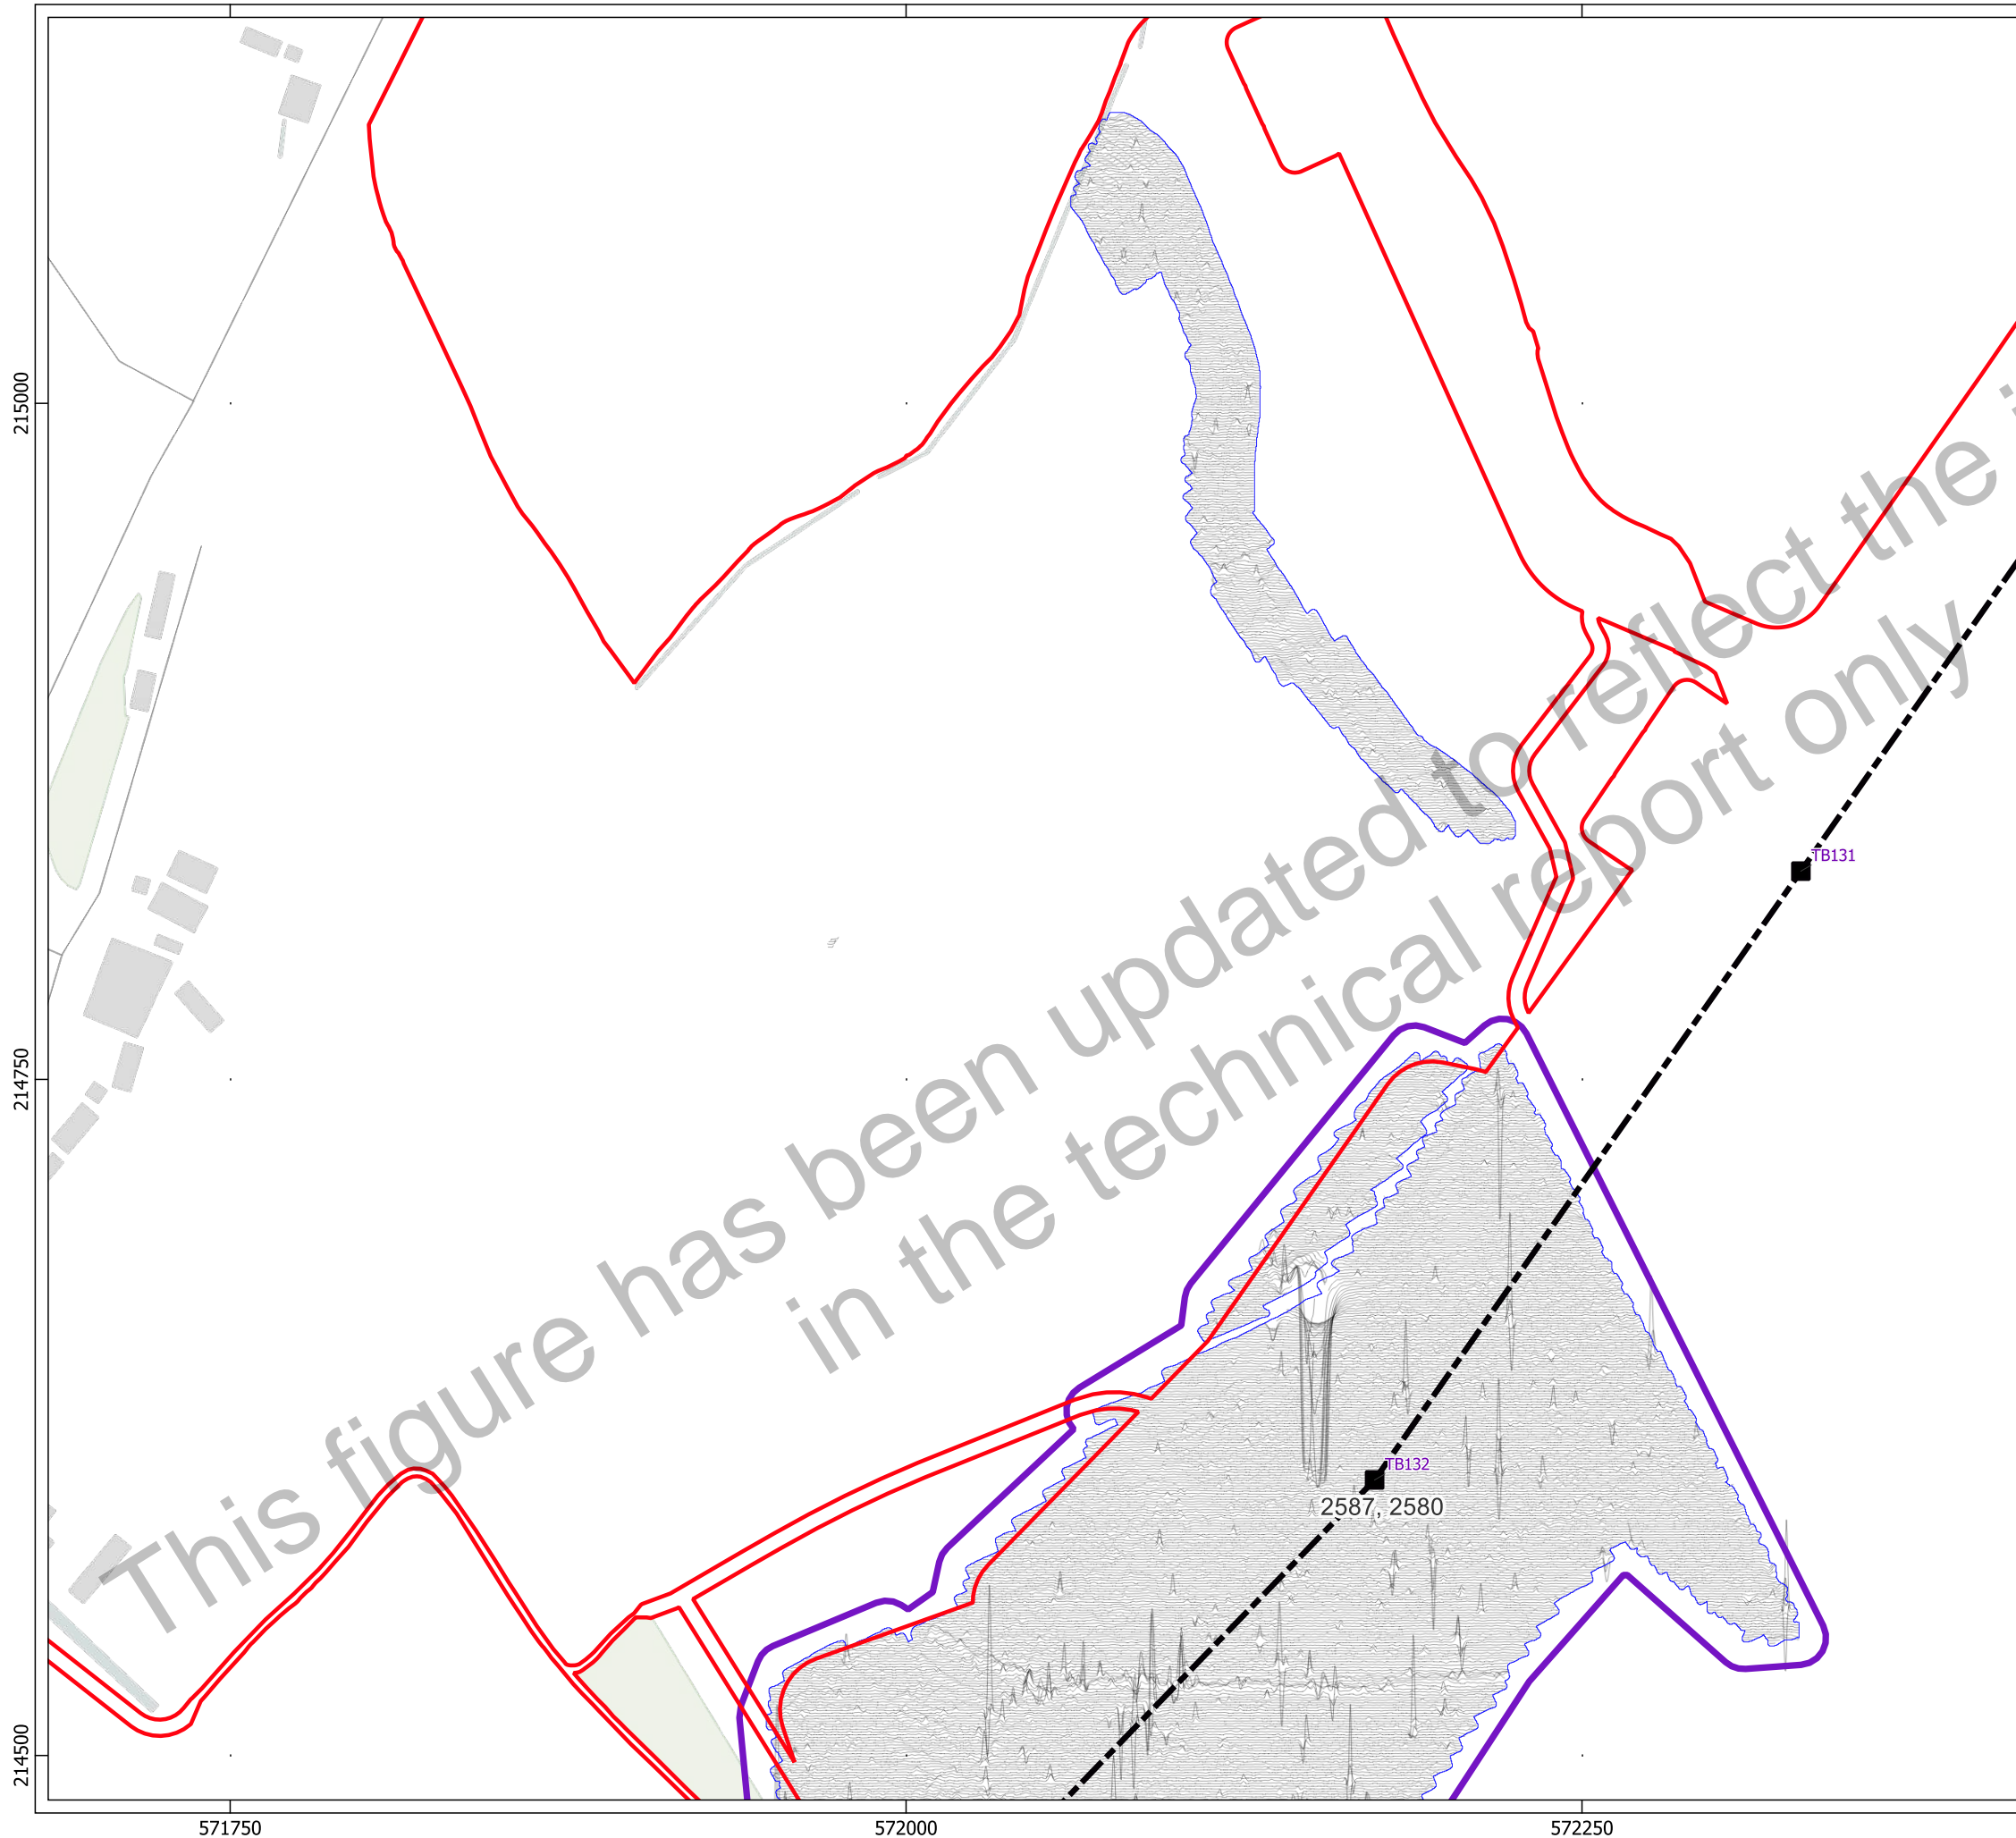 215000
214750
214500
This figure has been updated to reflect the
in the technical report only
TB131
TB132
2587, 2580
571750
572000
572250